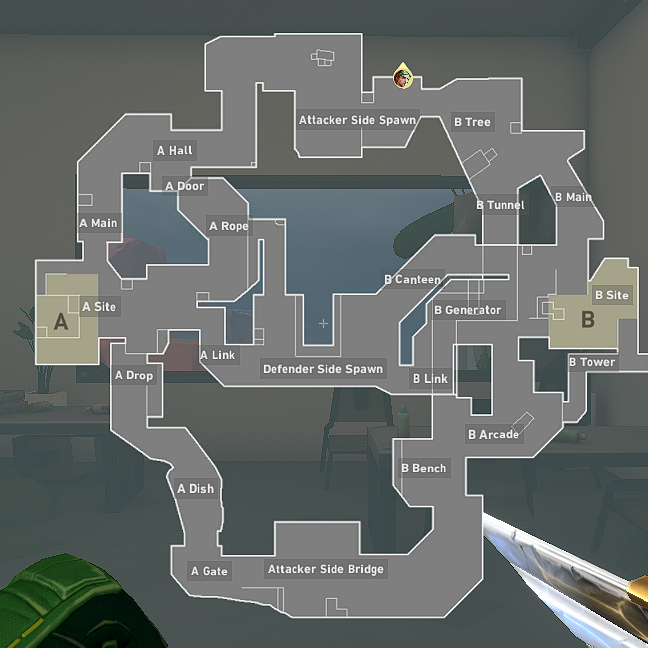 Attacker Side Spawn
B Tree
A Hall
A Door
B Main
B Tunnel
A Main
A Rope
B Canteen
B Site
A Site
B Generator
A
B
A Link
B Tower
Defender Side Spawn
A Drop
B Link
B Arcade
B Bench
A Dish
A Gate
Attacker Side Bridge